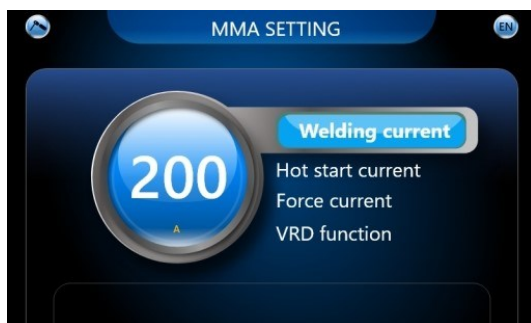 MMA SETTING
EN
Welding current
200
A
Hot start current
Force current
VRD function